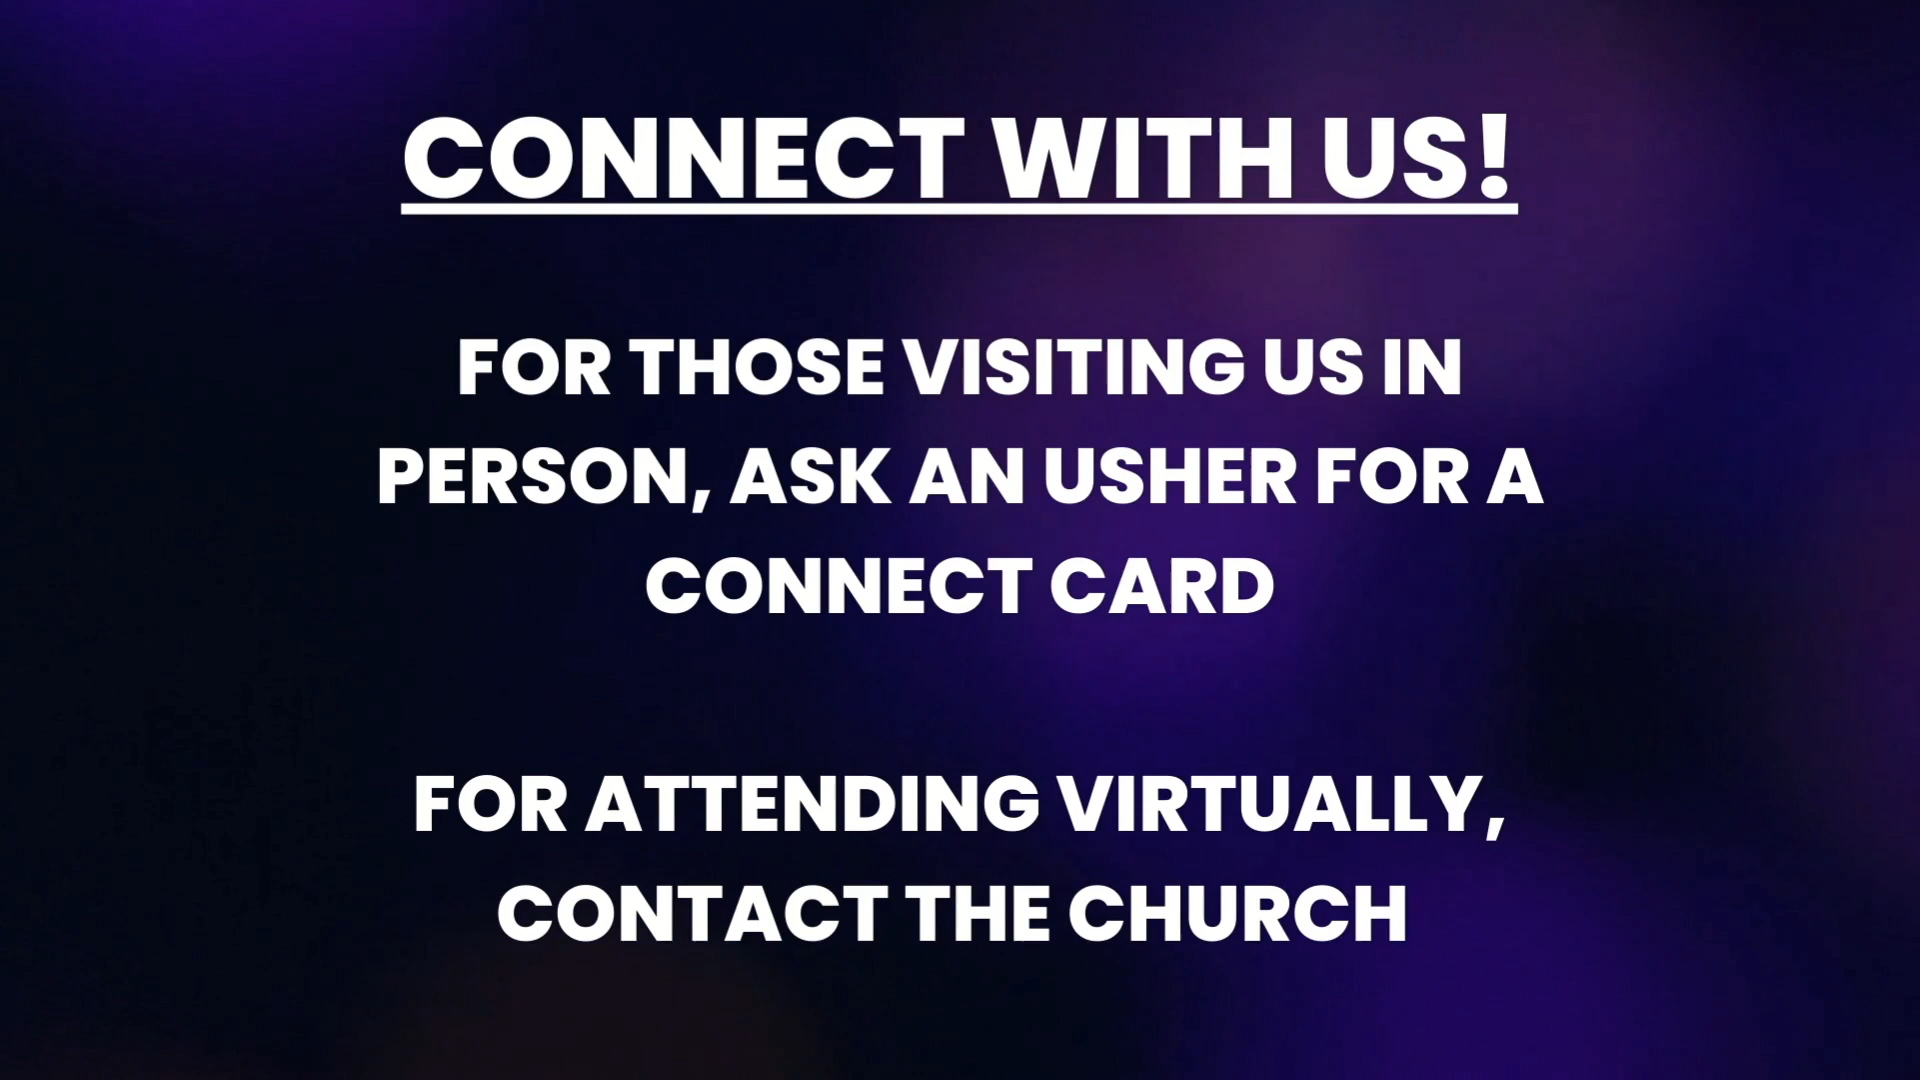 CONNECT WITH US!
FOR THOSE VISITING US IN
PERSON, ASK AN USHER FOR A
CONNECT CARD
FOR ATTENDING VIRTUALLY,
CONTACT THE CHURCH